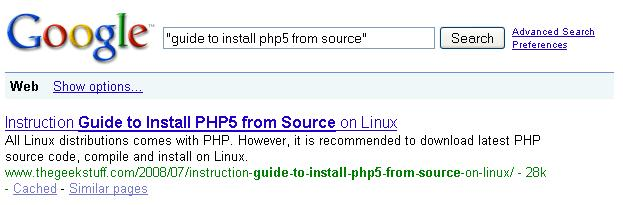 Google™ "guide to install php5 from source" Search Advanced Search
Preferences
Web Show options...
Instruction Guide to Install PHP5 from Source on Linux
All Linux distributions comes with PHP. However, it is recommended to download latest PHP
source code, compile and install on Linux.
www.thegeekstuff.com/2008/07/instruction-guide-to-install-php5-from-source-on-linux/ - 28k
- Cached - Similar pages